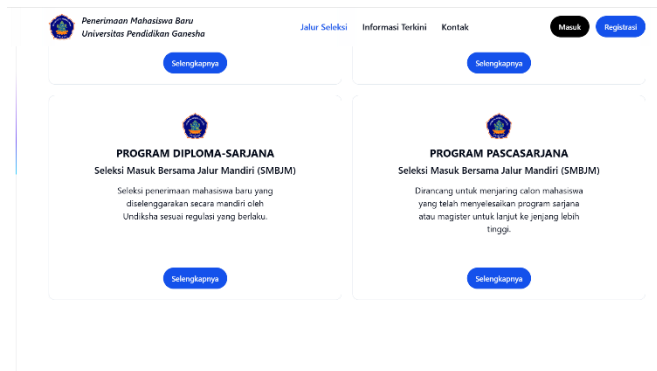 Penerimaan Mahasiswa Baru
Universitas Pendidikan Ganesha
Jalur Seleksi
Informasi Terkini
Kontak
Masuk
Registrasi
Selengkapnya
Selengkapnya
PROGRAM DIPLOMA-SARJANA
Seleksi Masuk Bersama Jalur Mandiri (SMBJM)
Seleksi penerimaan mahasiswa baru yang
diselenggarakan secara mandiri oleh
Undiksha sesuai regulasi yang berlaku.
Selengkapnya
PROGRAM PASCASARJANA
Seleksi Masuk Bersama Jalur Mandiri (SMBJM)
Dirancang untuk menjaring calon mahasiswa
yang telah menyelesaikan program sarjana
atau magister untuk lanjut ke jenjang lebih
tinggi.
Selengkapnya